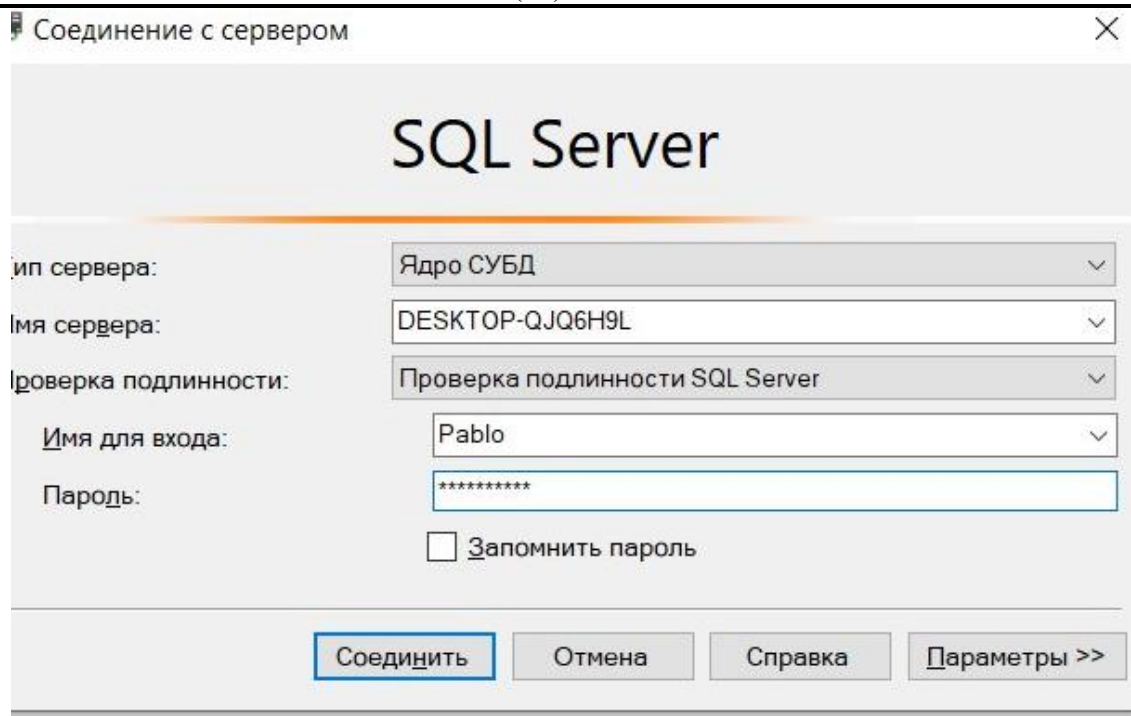 Соединение с сервером
SQL Server
ип сервера: Ядро СУБД
мя сервера: DESKTOP-QJQ6H9L
роверка подлинности: Проверка подлинности SQL Server
Имя для входа: Pablo
Пароль: **********
Запомнить пароль
Соединить Отмена Справка Параметры >>